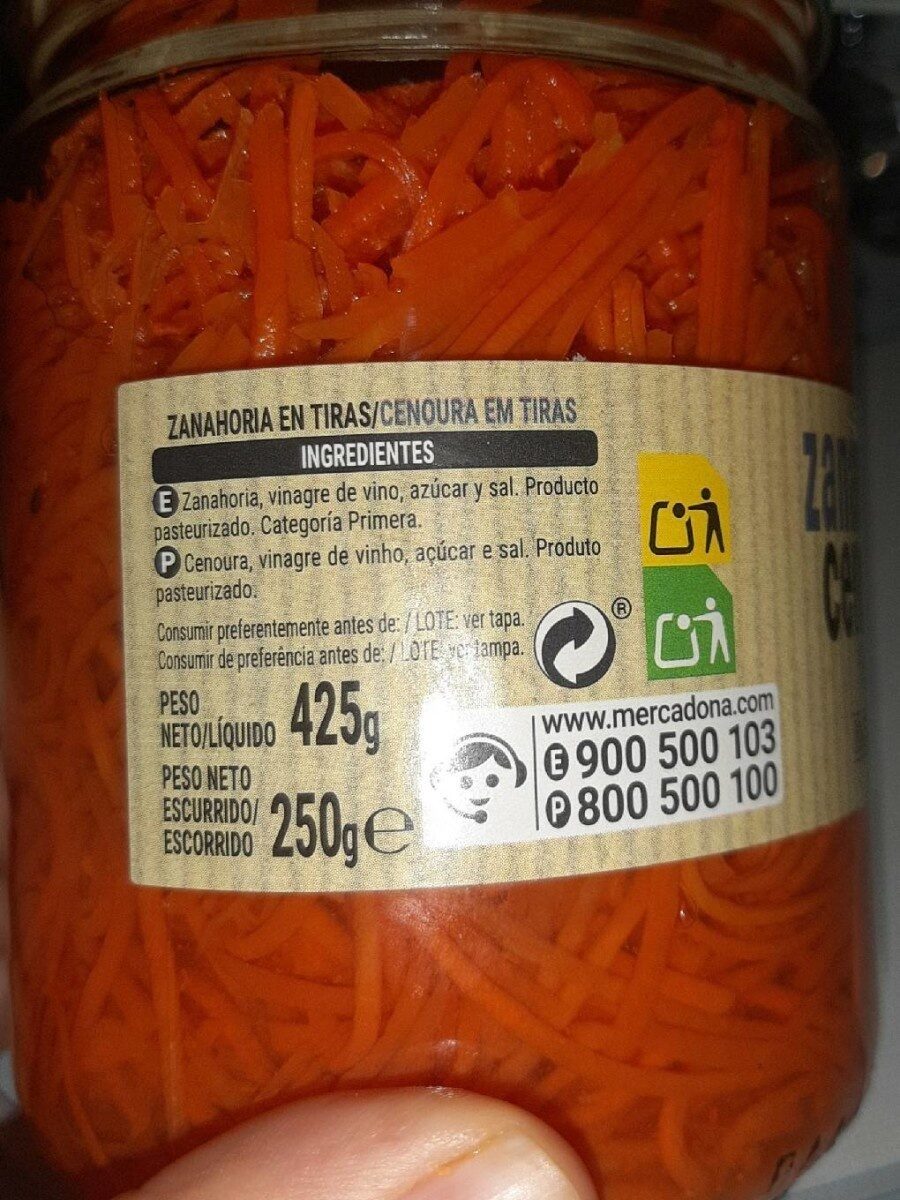 ZANAHORIA EN TIRAS/CENOURA EM TIRAS
INGREDIENTES
E Zanahoria, vinagre de vino, azúcar y sal. Producto
pasteurizado. Categoría Primera.
P Cenoura, vinagre de vinho, açúcar e sal. Produto
pasteurizado.
Consumir preferentemente antes de: / LOTE: ver tapa.
Consumir de preferência antes de: / LOTE: ver tampa.
PESO
NETO/LÍQUIDO 425g
PESO NETO
ESCURRIDO/
ESCORRIDO 250g e
®
www.mercadona.com
E 900 500 103
P 800 500 100